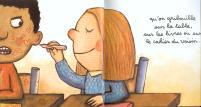 qu'on gribouille
sur la table,
sur les livres ou sur
le cahier du voisin.